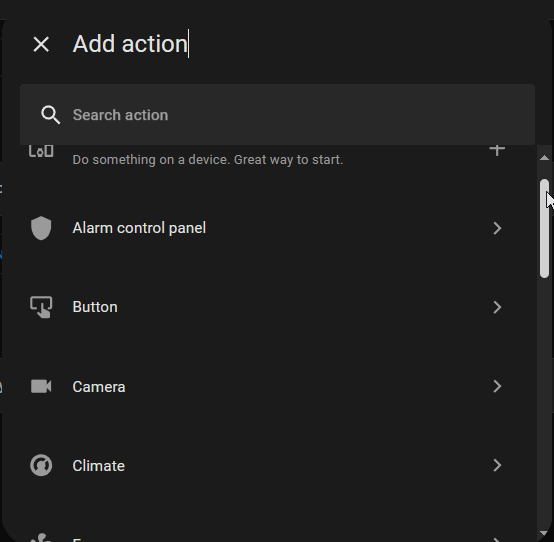 Add action
Search action
Do something on a device. Great way to start.
Alarm control panel
Button
Camera
Climate